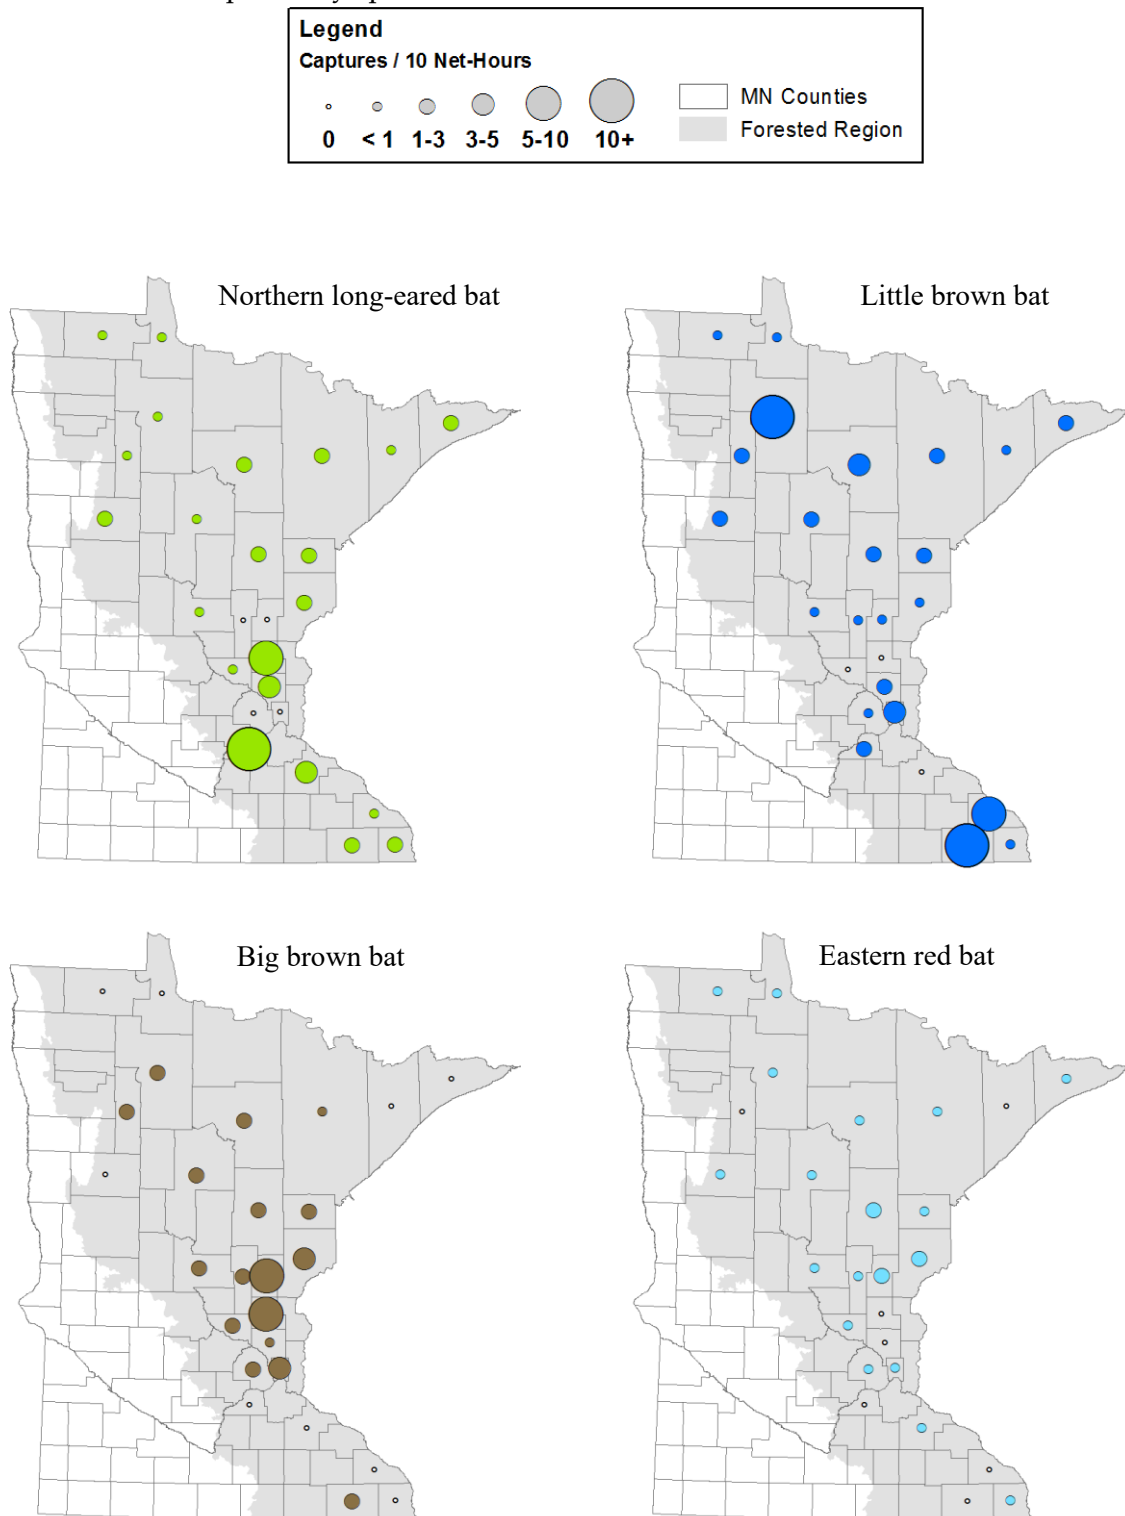 Legend
Captures / 10 Net-Hours
0 < 1 1-3 3-5 5-10 10+
MN Counties
Forested Region
Northern long-eared bat
Little brown bat
Big brown bat
Eastern red bat